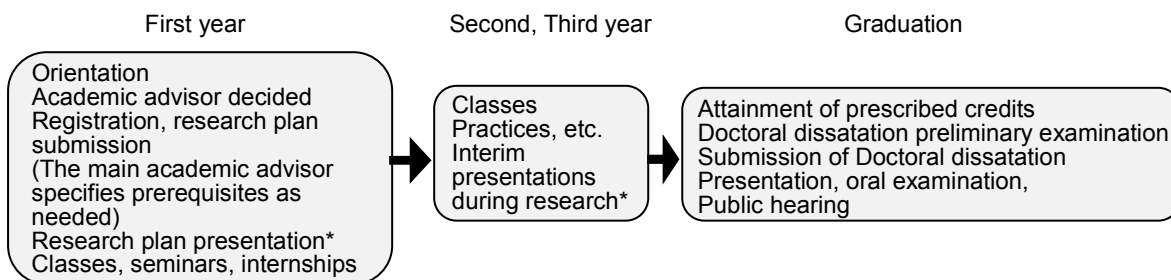 First year
Second, Third year
Graduation
Orientation
Academic advisor decided
Registration, research plan
submission
(The main academic advisor
specifies prerequisites as
needed)
Research plan presentation*
Classes, seminars, internships
Classes
Practices, etc.
Interim
presentations
during research*
Attainment of prescribed credits
Doctoral dissatation preliminary examination
Submission of Doctoral dissatation
Presentation, oral examination,
Public hearing